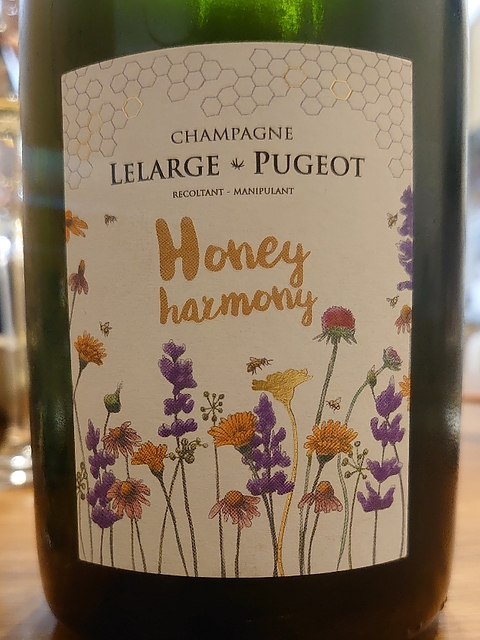 CHAMPAGNE
LELARGE PUGEOT
RECOLTANT - MANIPULANT
Honey
harmony